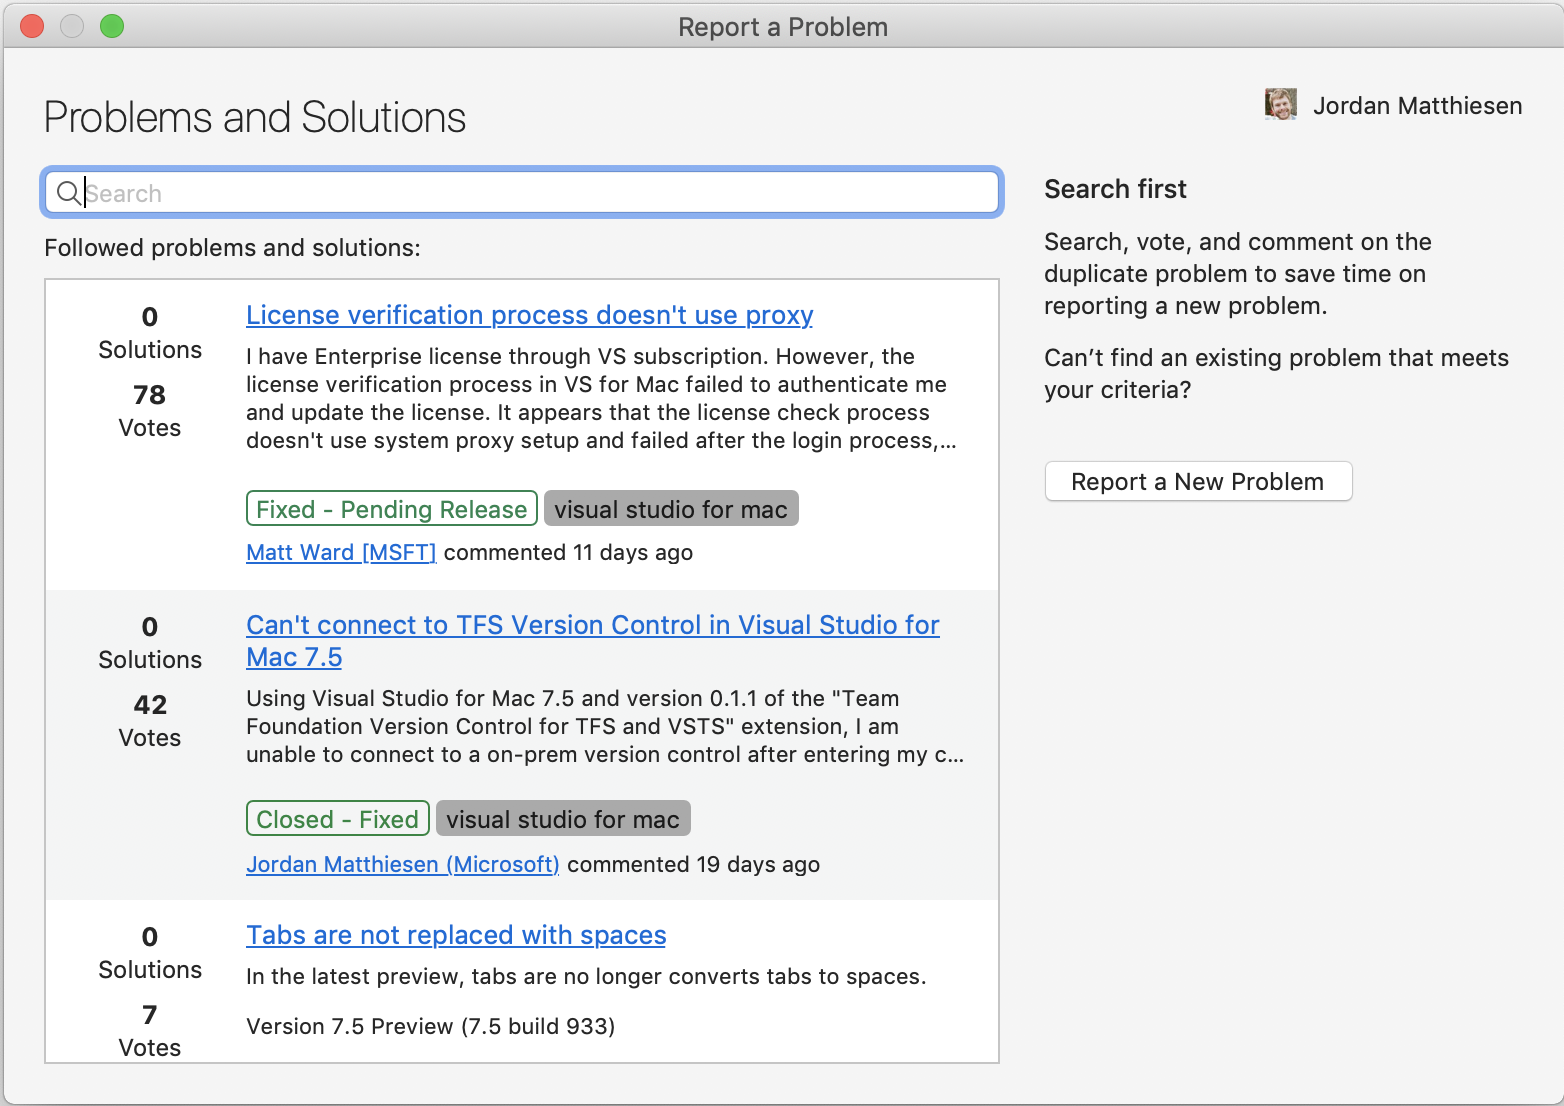 Report a Problem
Problems and Solutions
Jordan Matthiesen
Search
Followed problems and solutions:
0
Solutions
78
Votes
License verification process doesn't use proxy
I have Enterprise license through VS subscription. However, the
license verification process in VS for Mac failed to authenticate me
and update the license. It appears that the license check process
doesn't use system proxy setup and failed after the login process,...
Fixed - Pending Release
visual studio for mac
Matt Ward [MSFT] commented 11 days ago
0
Solutions
42
Votes
Can't connect to TFS Version Control in Visual Studio for
Mac 7.5
Using Visual Studio for Mac 7.5 and version 0.1.1 of the "Team
Foundation Version Control for TFS and VSTS" extension, I am
unable to connect to a on-prem version control after entering my c...
Closed - Fixed
visual studio for mac
Jordan Matthiesen (Microsoft) commented 19 days ago
0
Solutions
7
Votes
Tabs are not replaced with spaces
In the latest preview, tabs are no longer converts tabs to spaces.
Version 7.5 Preview (7.5 build 933)
Search first
Search, vote, and comment on the
duplicate problem to save time on
reporting a new problem.
Can’t find an existing problem that meets
your criteria?
Report a New Problem